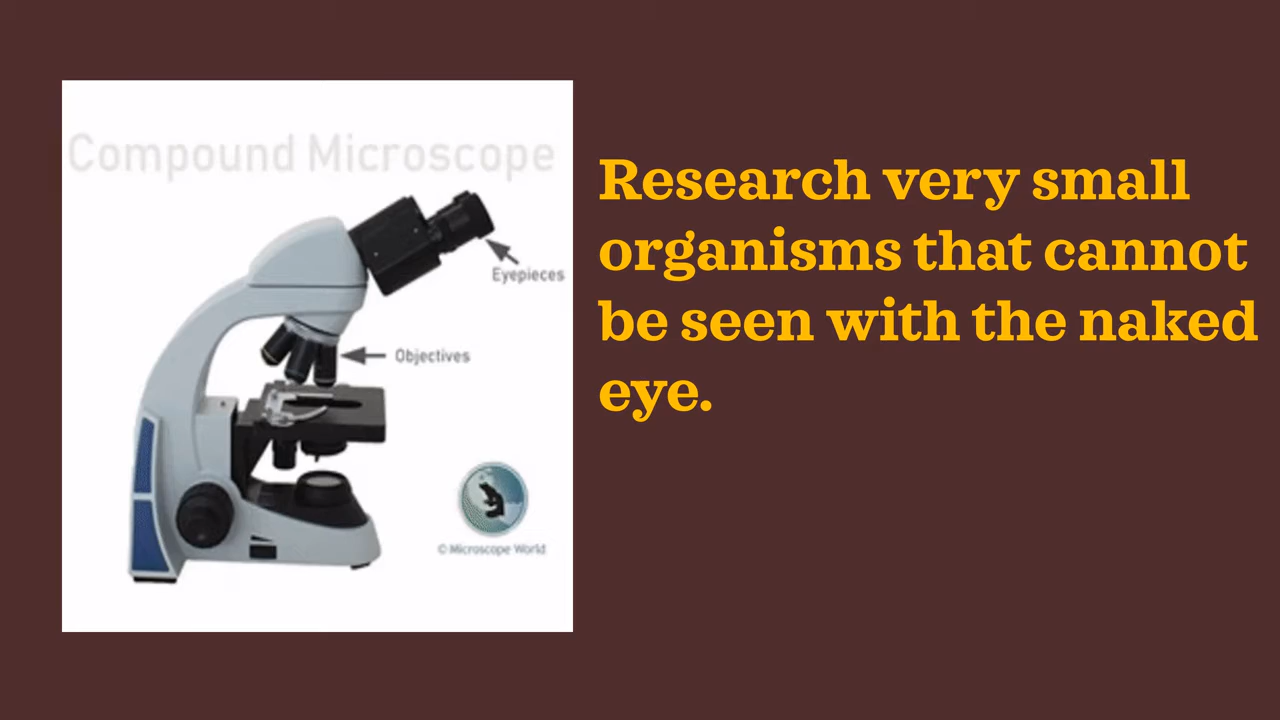 Compound Microscope
Eyepieces
Objectives
© Microscope World
Research very small
organisms that cannot
be seen with the naked
eye.